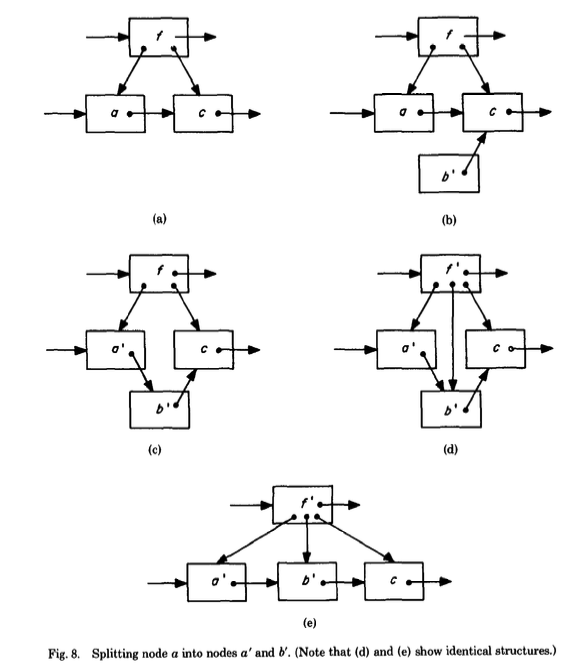 f
a c
(a)
f
a c
b'
(b)
f
a' c
b'
(c)
f'
a' c
b'
(d)
f'
a' b' c
(e)
Fig. 8. Splitting node a into nodes a' and b'. (Note that (d) and (e) show identical structures.)